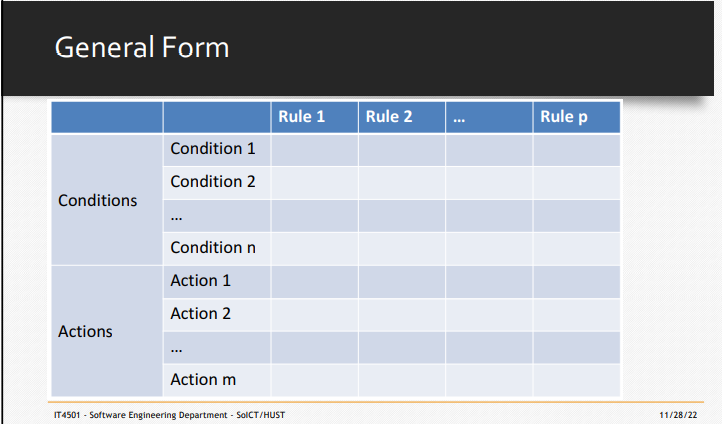 General Form
Rule 1 Rule 2 ... Rule p
Conditions
Condition 1
Condition 2
...
Condition n
Actions
Action 1
Action 2
...
Action m
IT4501 - Software Engineering Department - SoICT/HUST 11/28/22